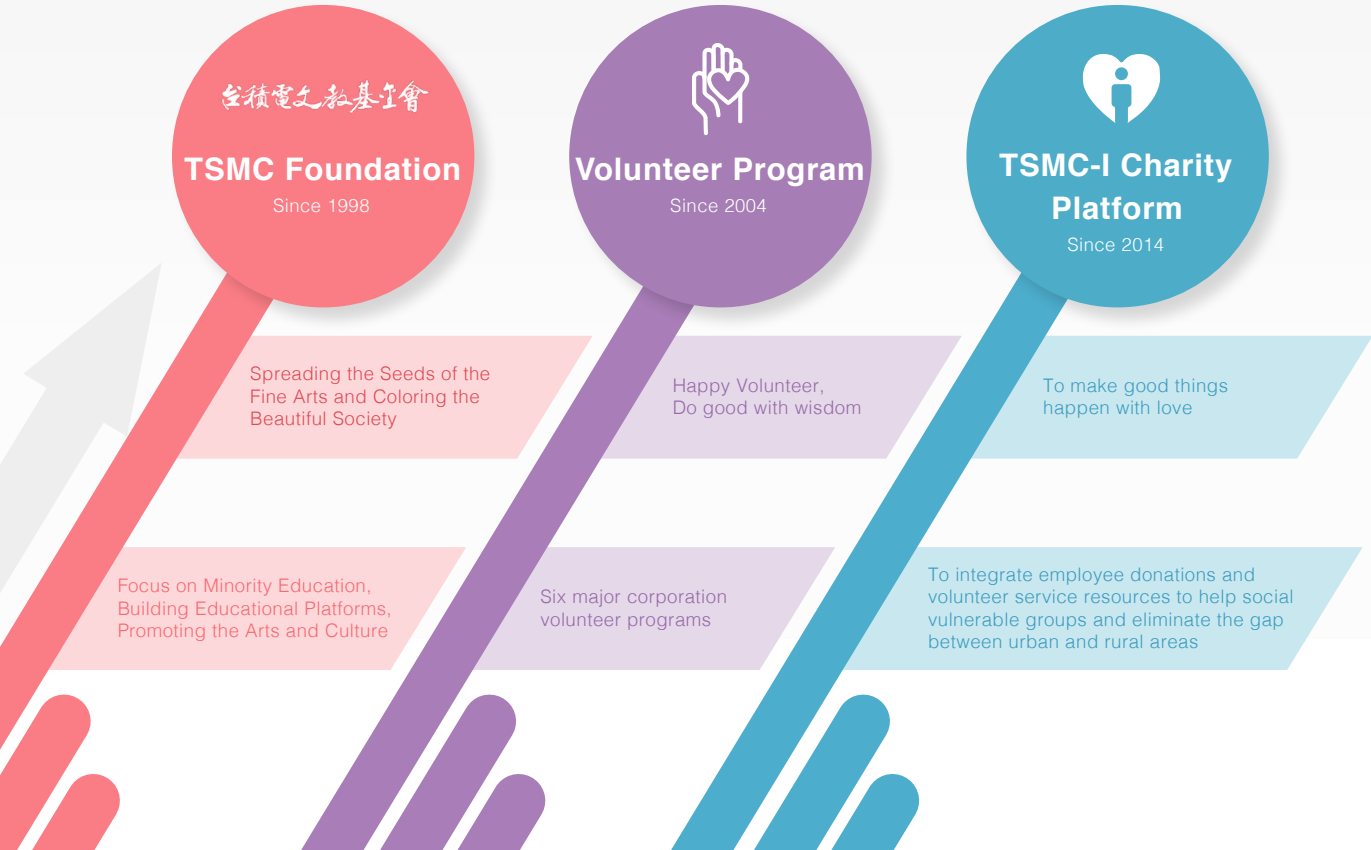 台積電文教基金會
TSMC Foundation
Since 1998
Spreading the Seeds of the
Fine Arts and Coloring the
Beautiful Society
Focus on Minority Education,
Building Educational Platforms,
Promoting the Arts and Culture
Volunteer Program
Since 2004
Happy Volunteer,
Do good with wisdom
Six major corporation
volunteer programs
TSMC-I Charity
Platform
Since 2014
To make good things
happen with love
To integrate employee donations and
volunteer service resources to help social
vulnerable groups and eliminate the gap
between urban and rural areas